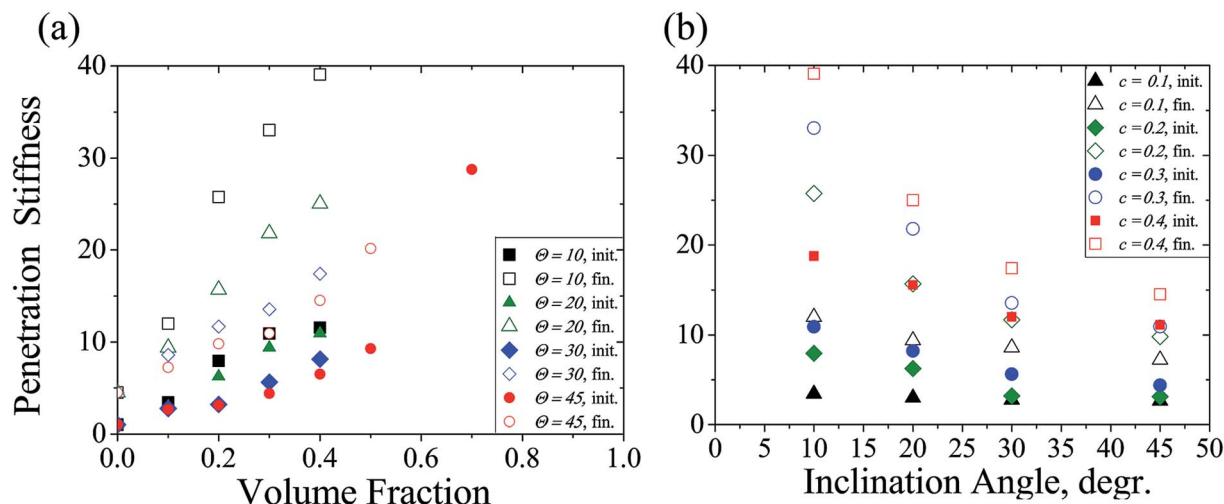 (a)
Penetration Stiffness
40
30
20
10
0
0.0 0.2 0.4 0.6 0.8 1.0
Volume Fraction
Θ = 10, init.
Θ = 10, fin.
Θ = 20, init.
Θ = 20, fin.
Θ = 30, init.
Θ = 30, fin.
Θ = 45, init.
Θ = 45, fin.
(b)
40
30
20
10
0
0 5 10 15 20 25 30 35 40 45 50
Inclination Angle, degr.
c = 0.1, init.
c = 0.1, fin.
c = 0.2, init.
c = 0.2, fin.
c = 0.3, init.
c = 0.3, fin.
c = 0.4, init.
c = 0.4, fin.